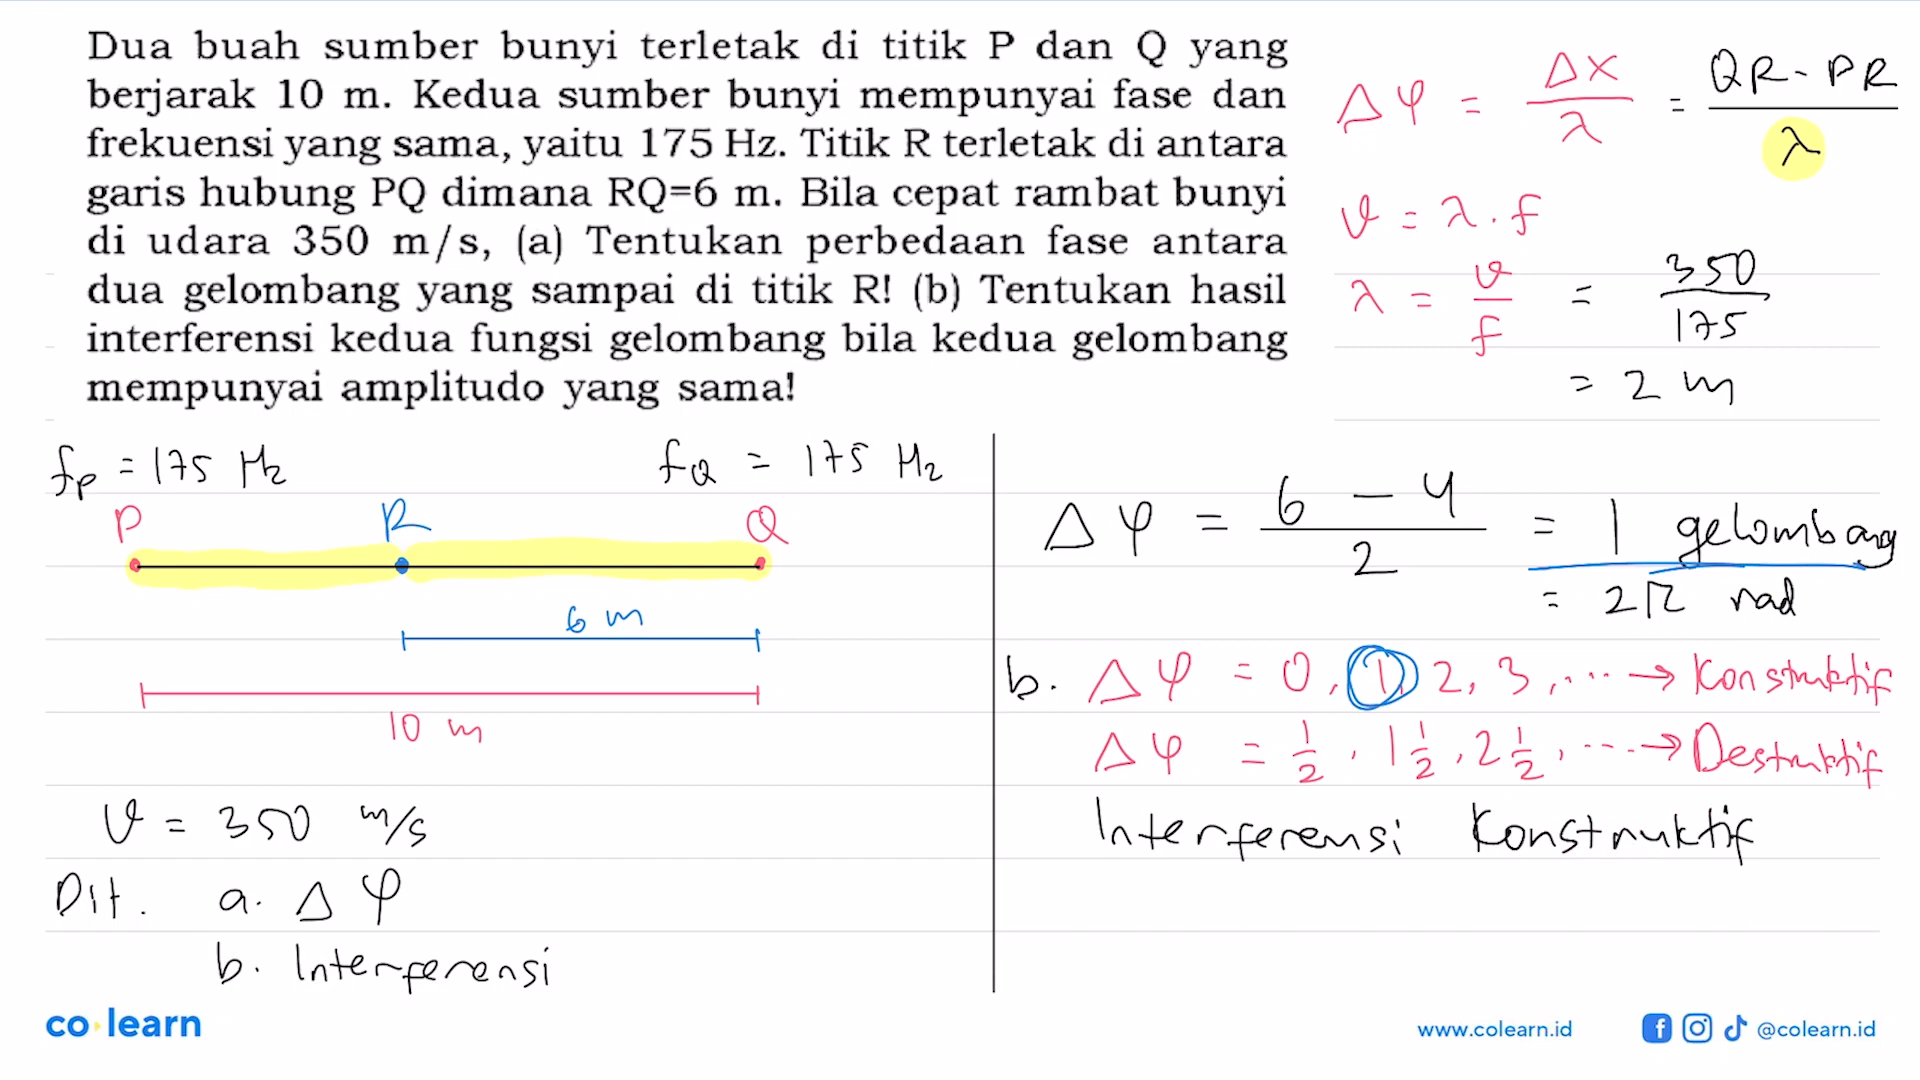 Dua buah sumber bunyi terletak di titik P dan Q yang
berjarak 10 m. Kedua sumber bunyi mempunyai fase dan
frekuensi yang sama, yaitu 175 Hz. Titik R terletak di antara
garis hubung PQ dimana RQ=6 m. Bila cepat rambat bunyi
di udara 350 m/s, (a) Tentukan perbedaan fase antara
dua gelombang yang sampai di titik R! (b) Tentukan hasil
interferensi kedua fungsi gelombang bila kedua gelombang
mempunyai amplitudo yang sama!
Δφ = Δx/λ = QR - PR/λ
v = λ . f
λ = v/f = 350/175
= 2 m
fP = 175 Hz
fQ = 175 Hz
P R Q
6 m
10 m
v = 350 m/s
Dit. a. Δφ
b. Interferensi
Δφ = 6 - 4/2 = 1 gelombang
= 2π rad
b. Δφ = 0, 1, 2, 3, .... → Konstruktif
Δφ = 1/2, 1 1/2, 2 1/2, .... → Destruktif
Interferensi Konstruktif
co learn
www.colearn.id
@colearn.id